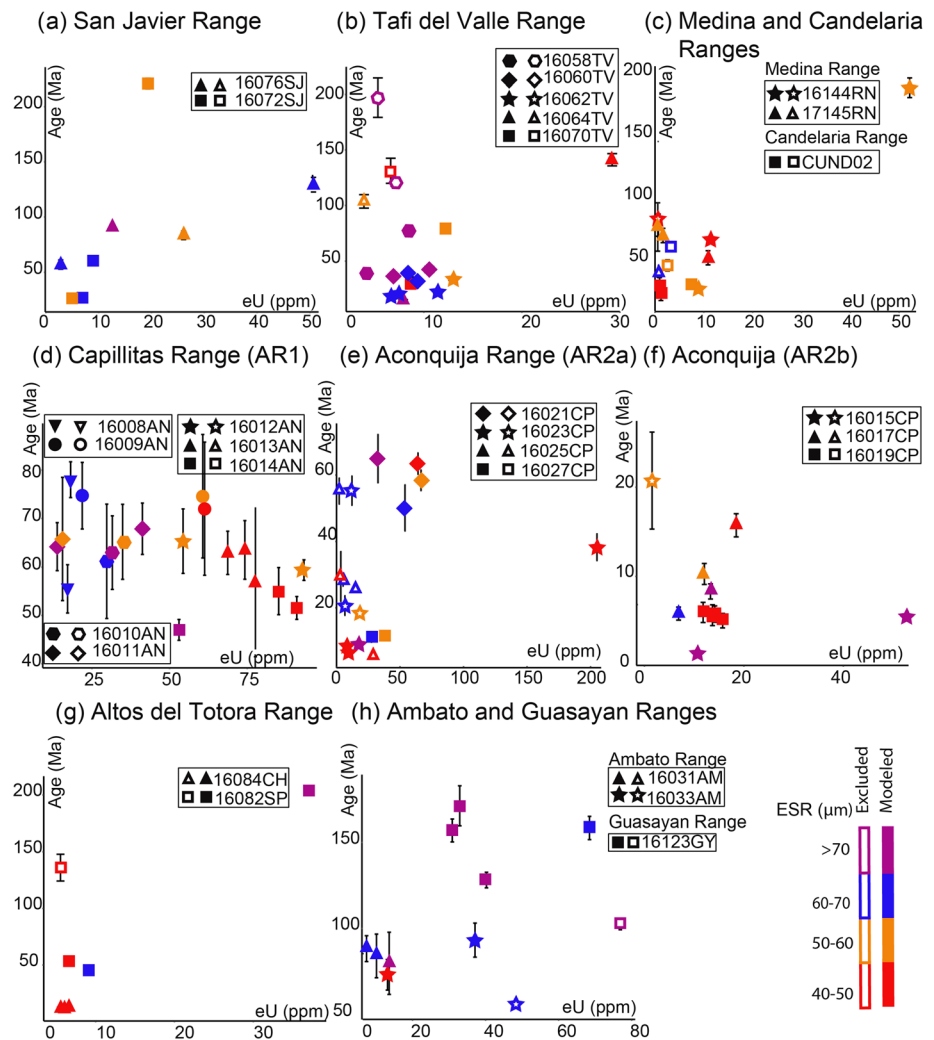 (a) San Javier Range
Age (Ma)
200
150
100
50
0
16076SJ
16072SJ
eU (ppm)
0 10 20 30 40 50
(b) Tafi del Valle Range
Age (Ma)
200
150
100
50
0
16058TV
16060TV
16062TV
16064TV
16070TV
eU (ppm)
0 10 20 30
(c) Medina and Candelaria
Ranges
Age (Ma)
200
150
100
50
0
Medina Range
16144RN
17145RN
Candelaria Range
CUND02
eU (ppm)
0 10 20 30 40 50
(d) Capillitas Range (AR1)
Age (Ma)
80
70
60
50
40
16008AN
16009AN
16012AN
16013AN
16014AN
16010AN
16011AN
eU (ppm)
25 50 75
(e) Aconquija Range (AR2a)
Age (Ma)
60
40
20
0
16021CP
16023CP
16025CP
16027CP
eU (ppm)
0 50 100 150 200
(f) Aconquija (AR2b)
Age (Ma)
20
10
0
16015CP
16017CP
16019CP
eU (ppm)
0 20 40
(g) Altos del Totora Range
Age (Ma)
200
150
100
50
16084CH
16082SP
eU (ppm)
0 10 20 30
(h) Ambato and Guasayan Ranges
Age (Ma)
150
100
50
Ambato Range
16031AM
16033AM
Guasayan Range
16123GY
eU (ppm)
0 20 40 60 80
Excluded
Modeled
ESR (μm)
>70
60-70
50-60
40-50